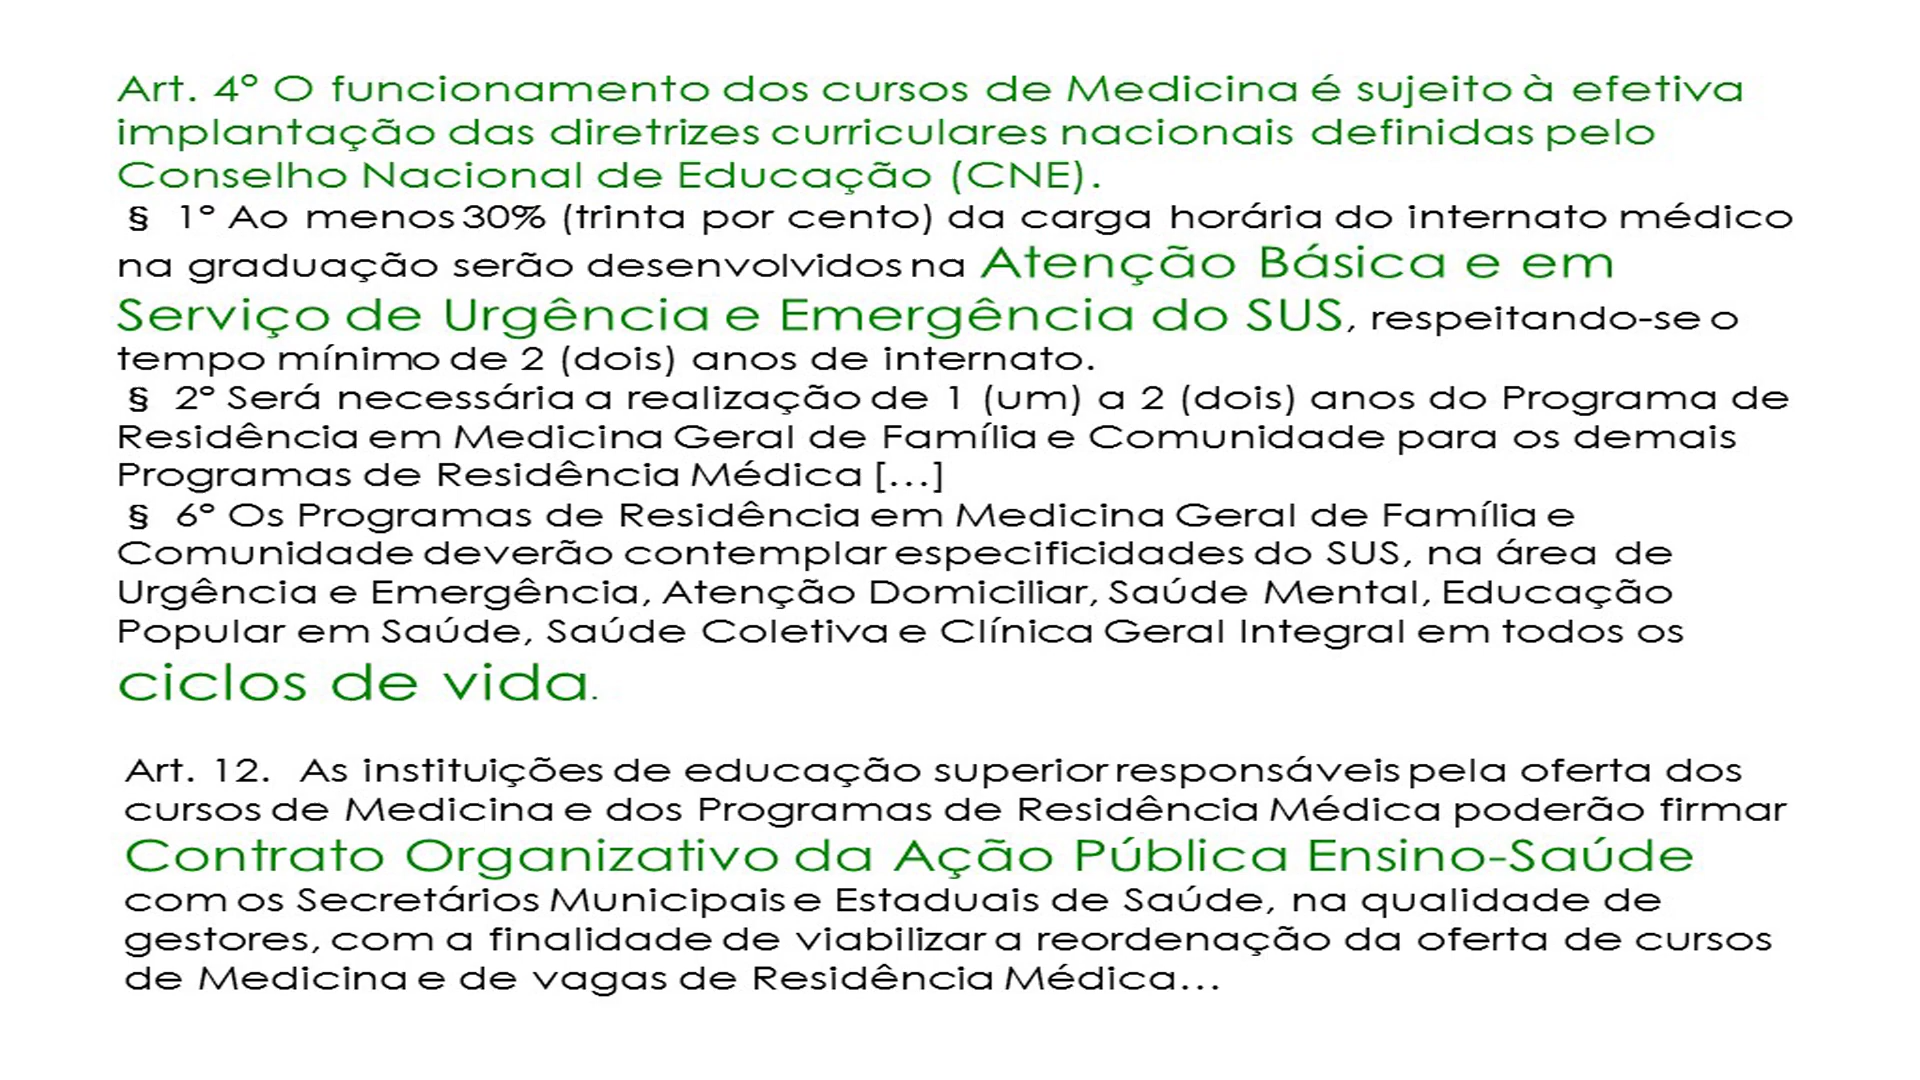 Art. 4º O funcionamento dos cursos de Medicina é sujeito à efetiva
implantação das diretrizes curriculares nacionais definidas pelo
Conselho Nacional de Educação (CNE).
§ 1º Ao menos 30% (trinta por cento) da carga horária do internato médico
na graduação serão desenvolvidos na Atenção Básica e em
Serviço de Urgência e Emergência do SUS, respeitando-se o
tempo mínimo de 2 (dois) anos de internato.
§ 2º Será necessária a realização de 1 (um) a 2 (dois) anos do Programa de
Residência em Medicina Geral de Família e Comunidade para os demais
Programas de Residência Médica [...]
§ 6º Os Programas de Residência em Medicina Geral de Família e
Comunidade deverão contemplar especificidades do SUS, na área de
Urgência e Emergência, Atenção Domiciliar, Saúde Mental, Educação
Popular em Saúde, Saúde Coletiva e Clínica Geral Integral em todos os
ciclos de vida.
Art. 12. As instituições de educação superior responsáveis pela oferta dos
cursos de Medicina e dos Programas de Residência Médica poderão firmar
Contrato Organizativo da Ação Pública Ensino-Saúde
com os Secretários Municipais e Estaduais de Saúde, na qualidade de
gestores, com a finalidade de viabilizar a reordenação da oferta de cursos
de Medicina e de vagas de Residência Médica...